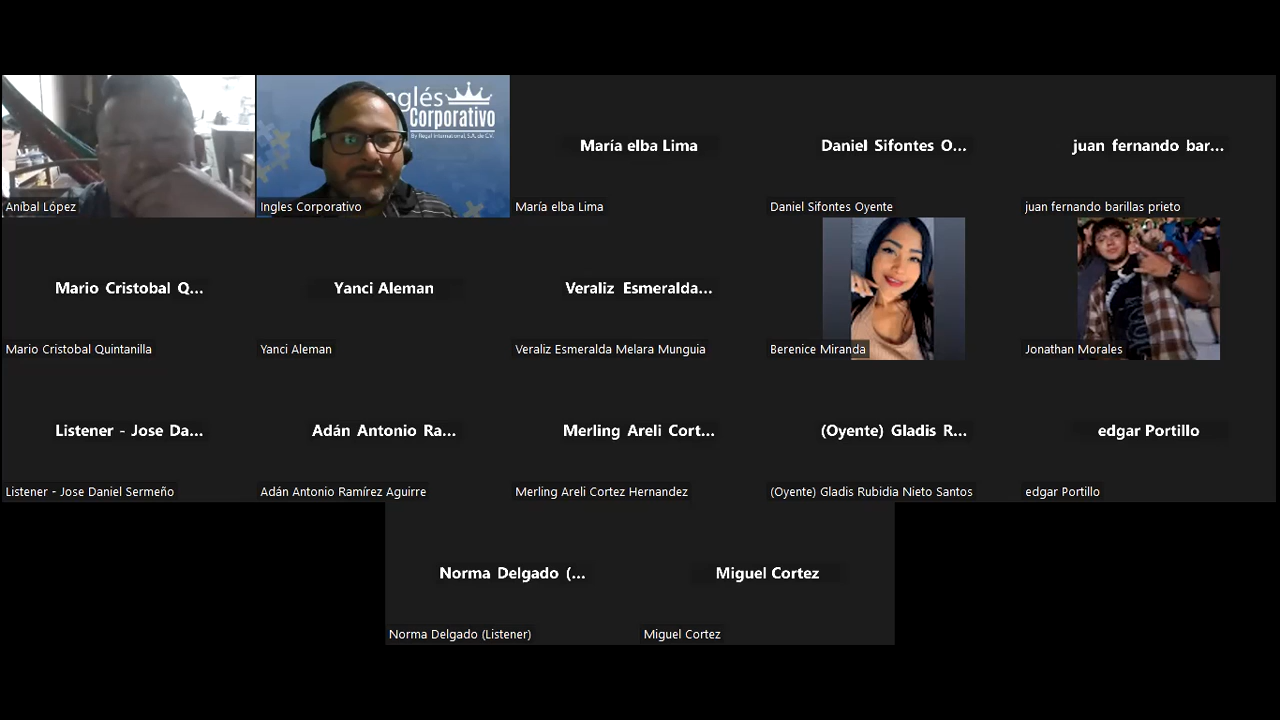 Inglés
Corporativo
By Regal International, S.A. de C.V.
Aníbal López
Ingles Corporativo
María elba Lima
María elba Lima
Daniel Sifontes O...
Daniel Sifontes Oyente
juan fernando bar...
juan fernando barillas prieto
Mario Cristobal Q...
Mario Cristobal Quintanilla
Yanci Aleman
Yanci Aleman
Veraliz Esmeralda...
Veraliz Esmeralda Melara Munguia
Berenice Miranda
Jonathan Morales
Listener - Jose Da...
Listener - Jose Daniel Sermeño
Adán Antonio Ra...
Adán Antonio Ramírez Aguirre
Merling Areli Cort...
Merling Areli Cortez Hernandez
(Oyente) Gladis R...
(Oyente) Gladis Rubidia Nieto Santos
edgar Portillo
edgar Portillo
Norma Delgado (...
Norma Delgado (Listener)
Miguel Cortez
Miguel Cortez